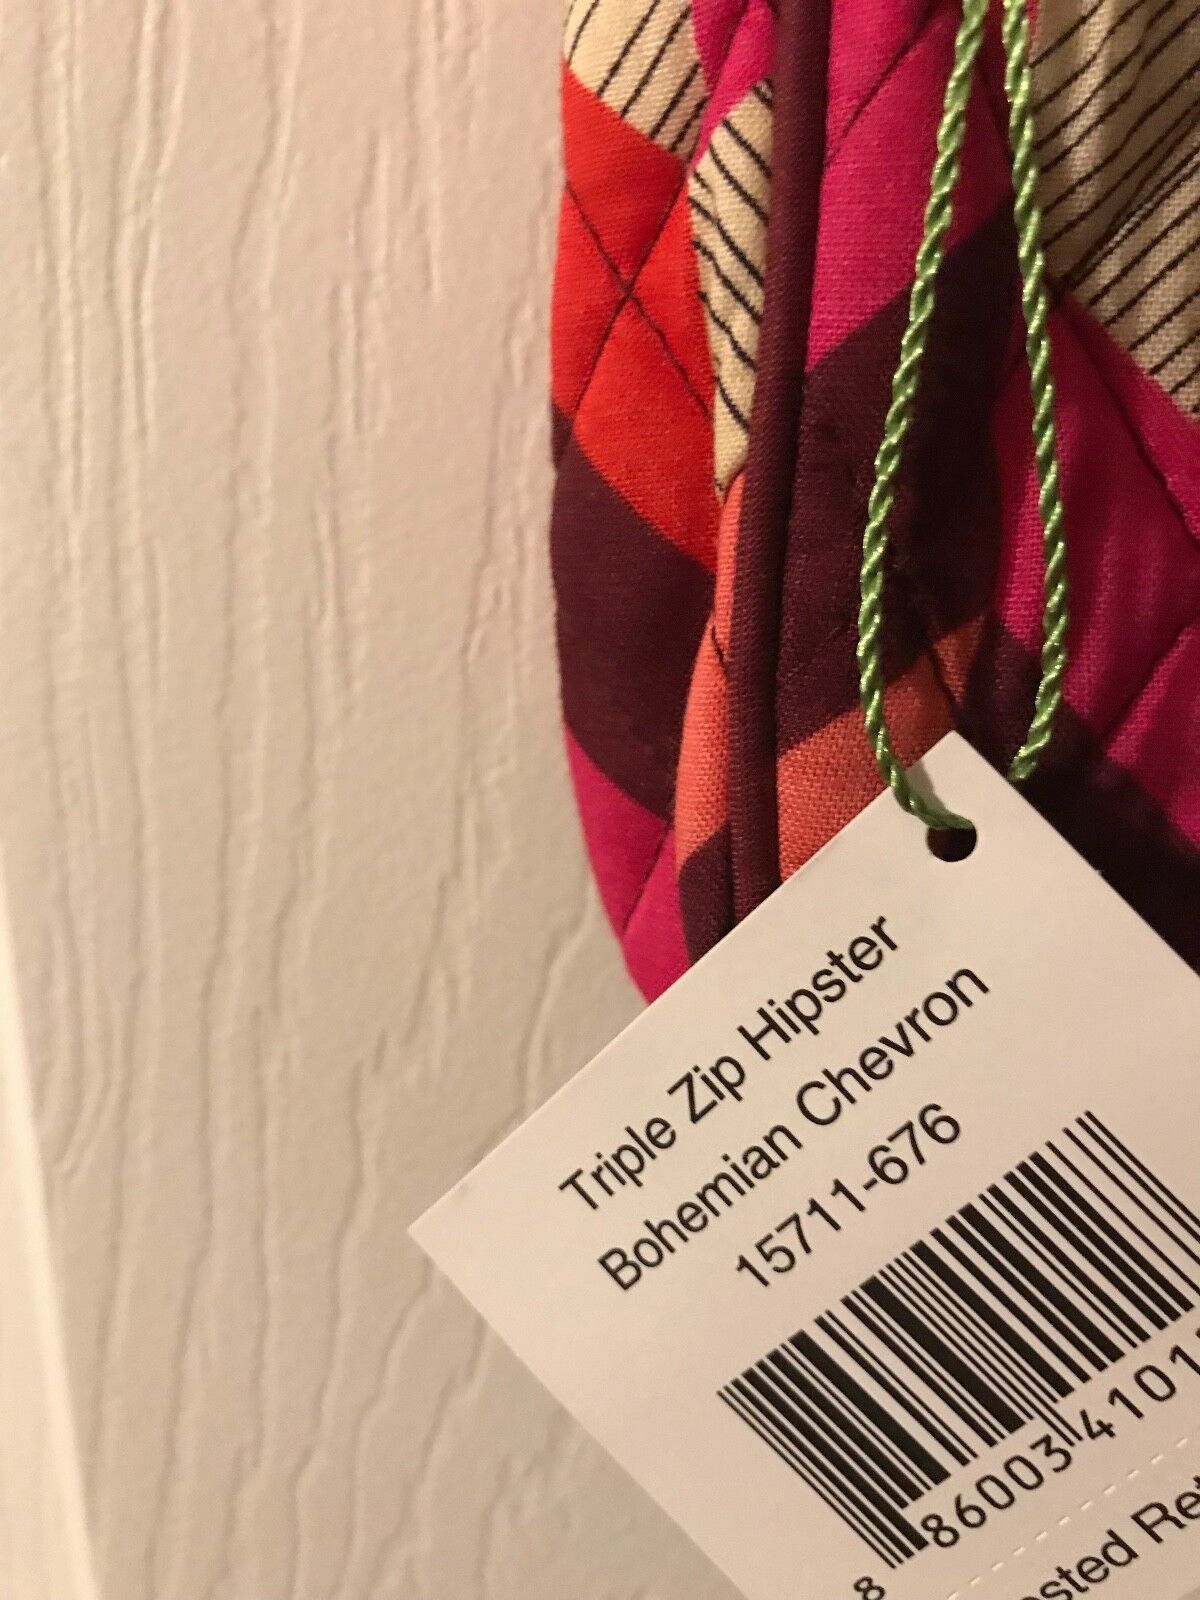 Triple Zip Hipster
Bohemian Chevron
15711-676
8 86003 4101